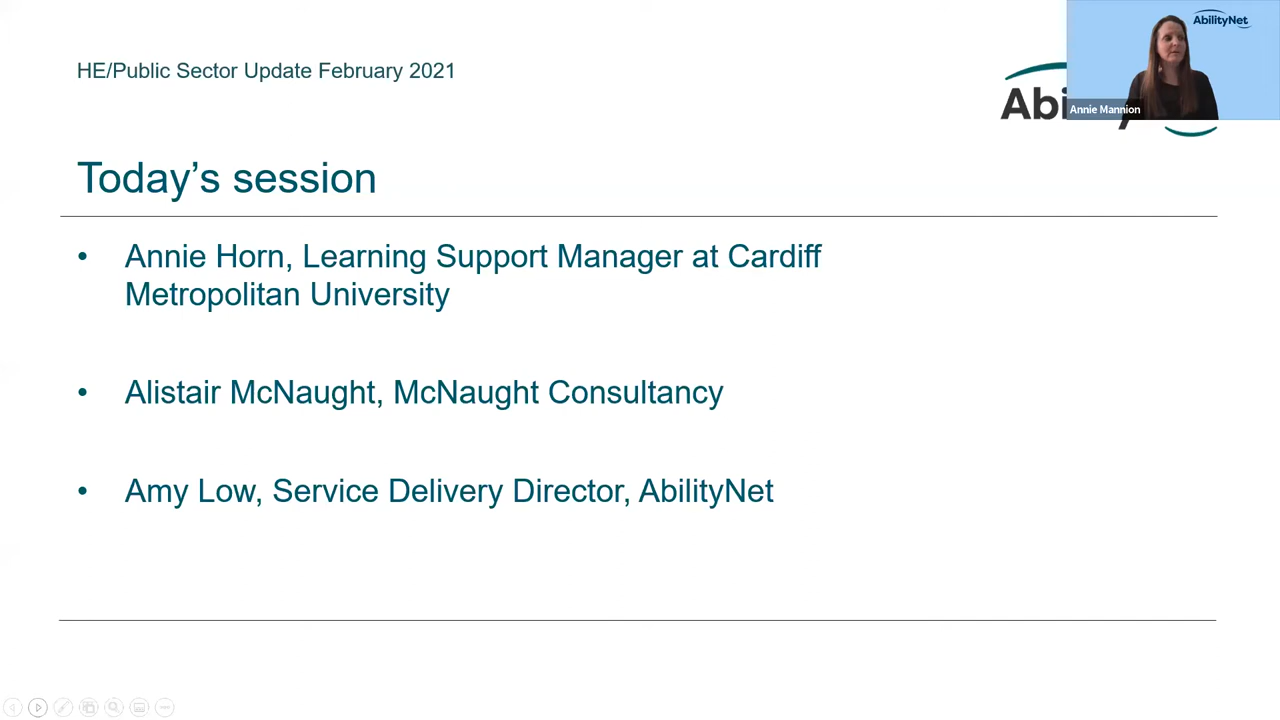 HE/Public Sector Update February 2021
AbilityNet
Abi
Annie Mannion
Today’s session
• Annie Horn, Learning Support Manager at Cardiff
Metropolitan University
• Alistair McNaught, McNaught Consultancy
• Amy Low, Service Delivery Director, AbilityNet